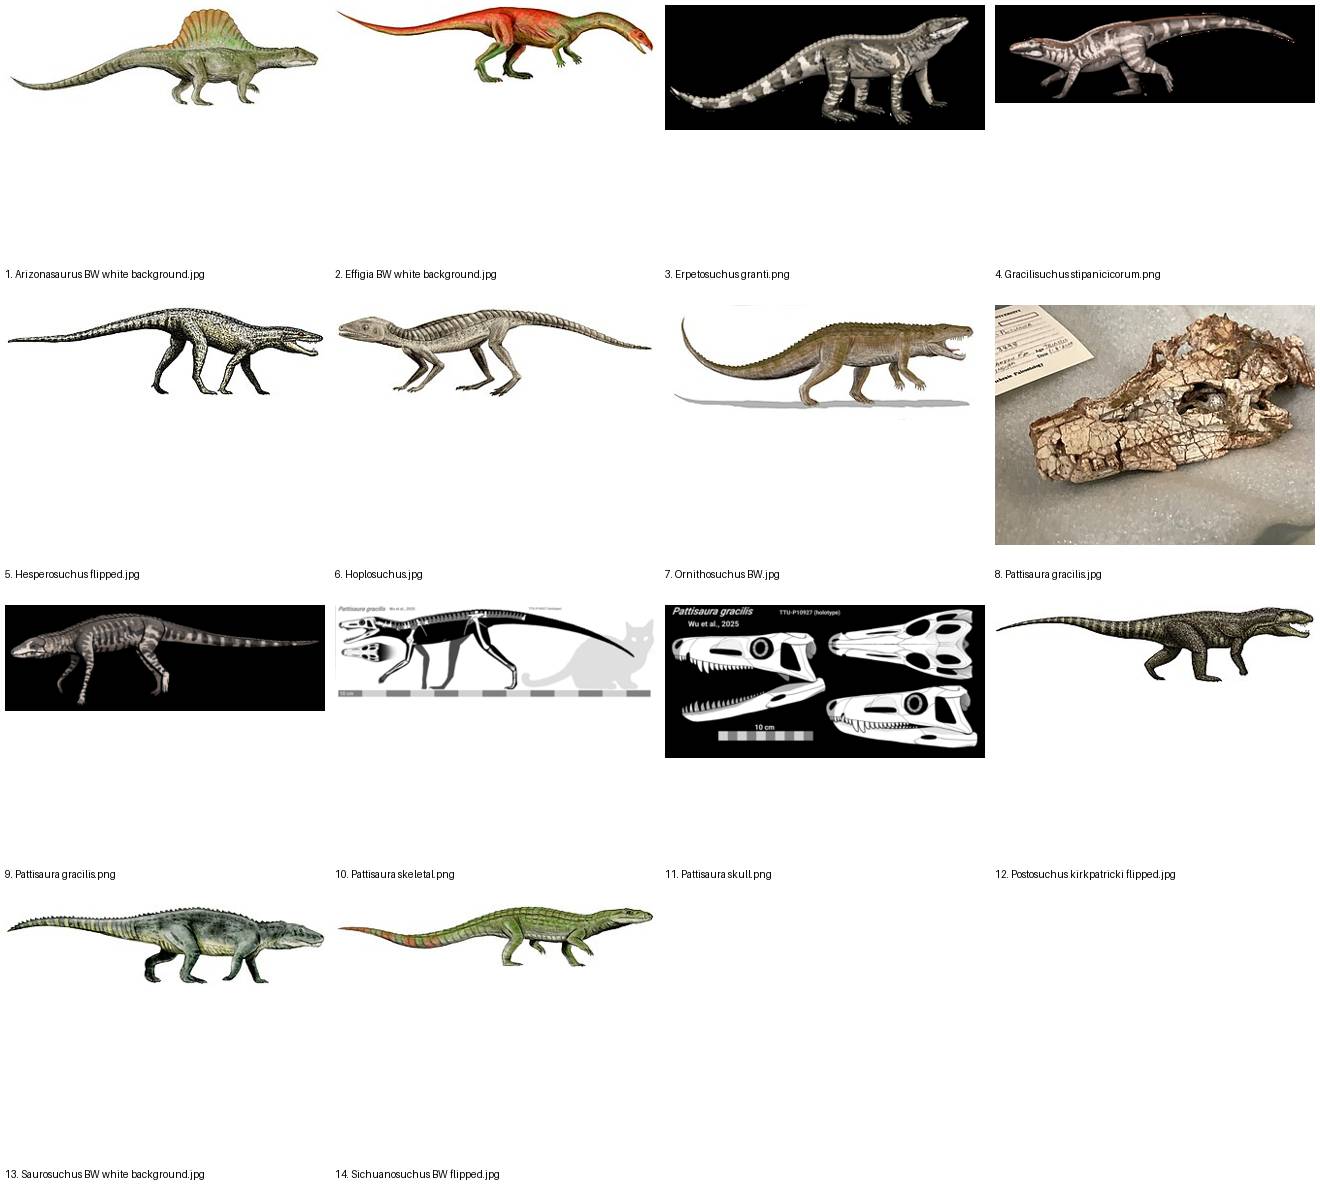 1. Arizonasaurus BW white background.jpg
2. Effigia BW white background.jpg
3. Erpetosuchus granti.png
4. Gracilisuchus stipanicicorum.png
5. Hesperosuchus flipped.jpg
6. Hoplosuchus.jpg
7. Ornithosuchus BW.jpg
8. Pattisaura gracilis.jpg
Pattisaura gracilis Wu et al., 2025
TTU-P10927 (holotype)
10 cm
Pattisaura gracilis TTU-P10927 (holotype)
Wu et al., 2025
10 cm
9. Pattisaura gracilis.png
10. Pattisaura skeletal.png
11. Pattisaura skull.png
12. Postosuchus kirkpatricki flipped.jpg
13. Saurosuchus BW white background.jpg
14. Sichuanosuchus BW flipped.jpg